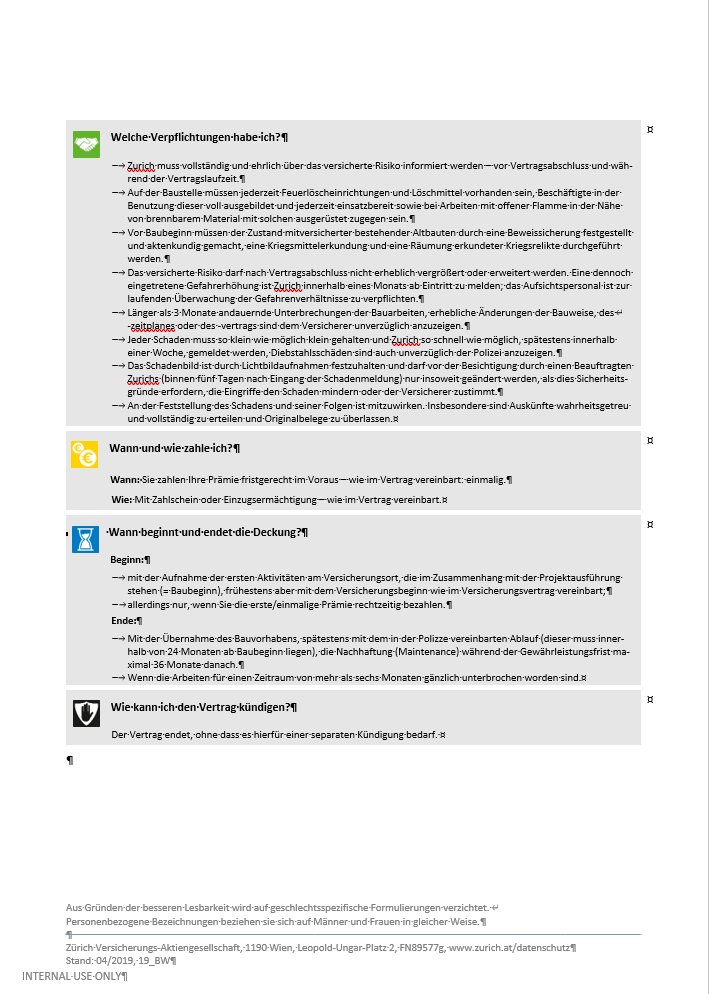 Welche Verpflichtungen habe ich?¶
¤
→ Zurich muss vollständig und ehrlich über das versicherte Risiko informiert werden – vor Vertragsabschluss und wäh-
rend der Vertragslaufzeit.¶
→ Auf der Baustelle müssen jederzeit Feuerlöscheinrichtungen und Löschmittel vorhanden sein, Beschäftigte in der
Benutzung dieser voll ausgebildet und jederzeit einsatzbereit sowie bei Arbeiten mit offener Flamme in der Nähe
von brennbarem Material mit solchen ausgerüstet zugegen sein.¶
→ Vor Baubeginn müssen der Zustand mitversicherter bestehender Altbauten durch eine Beweissicherung festgestellt
und aktenkundig gemacht, eine Kriegsmittelerkundung und eine Räumung erkundeter Kriegsrelikte durchgeführt
werden.¶
→ Das versicherte Risiko darf nach Vertragsabschluss nicht erheblich vergrößert oder erweitert werden. Eine dennoch
eingetretene Gefahrerhöhung ist Zurich innerhalb eines Monats ab Eintritt zu melden; das Aufsichtspersonal ist zur
laufenden Überwachung der Gefahrenverhältnisse zu verpflichten.¶
→ Länger als 3 Monate andauernde Unterbrechungen der Bauarbeiten, erhebliche Änderungen der Bauweise, des↵
-zeitplanes oder des -vertrags sind dem Versicherer unverzüglich anzuzeigen.¶
→ Jeder Schaden muss so klein wie möglich klein gehalten und Zurich so schnell wie möglich, spätestens innerhalb
einer Woche, gemeldet werden, Diebstahlsschäden sind auch unverzüglich der Polizei anzuzeigen.¶
→ Das Schadenbild ist durch Lichtbildaufnahmen festzuhalten und darf vor der Besichtigung durch einen Beauftragten
Zurichs (binnen fünf Tagen nach Eingang der Schadenmeldung) nur insoweit geändert werden, als dies Sicherheits-
gründe erfordern, die Eingriffe den Schaden mindern oder der Versicherer zustimmt.¶
→ An der Feststellung des Schadens und seiner Folgen ist mitzuwirken. Insbesondere sind Auskünfte wahrheitsgetreu
und vollständig zu erteilen und Originalbelege zu überlassen.¤
Wann und wie zahle ich?¶
¤
Wann: Sie zahlen Ihre Prämie fristgerecht im Voraus – wie im Vertrag vereinbart: einmalig.¶
Wie: Mit Zahlschein oder Einzugsermächtigung – wie im Vertrag vereinbart.¤
Wann beginnt und endet die Deckung?¶
¤
Beginn:¶
→ mit der Aufnahme der ersten Aktivitäten am Versicherungsort, die im Zusammenhang mit der Projektausführung
stehen (= Baubeginn), frühestens aber mit dem Versicherungsbeginn wie im Versicherungsvertrag vereinbart;¶
→ allerdings nur, wenn Sie die erste/einmalige Prämie rechtzeitig bezahlen.¶
Ende:¶
→ Mit der Übernahme des Bauvorhabens, spätestens mit dem in der Polizze vereinbarten Ablauf (dieser muss inner-
halb von 24 Monaten ab Baubeginn liegen), die Nachhaftung (Maintenance) während der Gewährleistungsfrist ma-
ximal 36 Monate danach.¶
→ Wenn die Arbeiten für einen Zeitraum von mehr als sechs Monaten gänzlich unterbrochen worden sind.¤
Wie kann ich den Vertrag kündigen?¶
¤
Der Vertrag endet, ohne dass es hierfür einer separaten Kündigung bedarf. ¤
¶
Aus Gründen der besseren Lesbarkeit wird auf geschlechtsspezifische Formulierungen verzichtet. ↵
Personenbezogene Bezeichnungen beziehen sie sich auf Männer und Frauen in gleicher Weise.¶
¶
Zürich Versicherungs-Aktiengesellschaft, 1190 Wien, Leopold-Ungar-Platz 2, FN89577g, www.zurich.at/datenschutz¶
Stand: 04/2019, 19_BW¶
INTERNAL USE ONLY¶